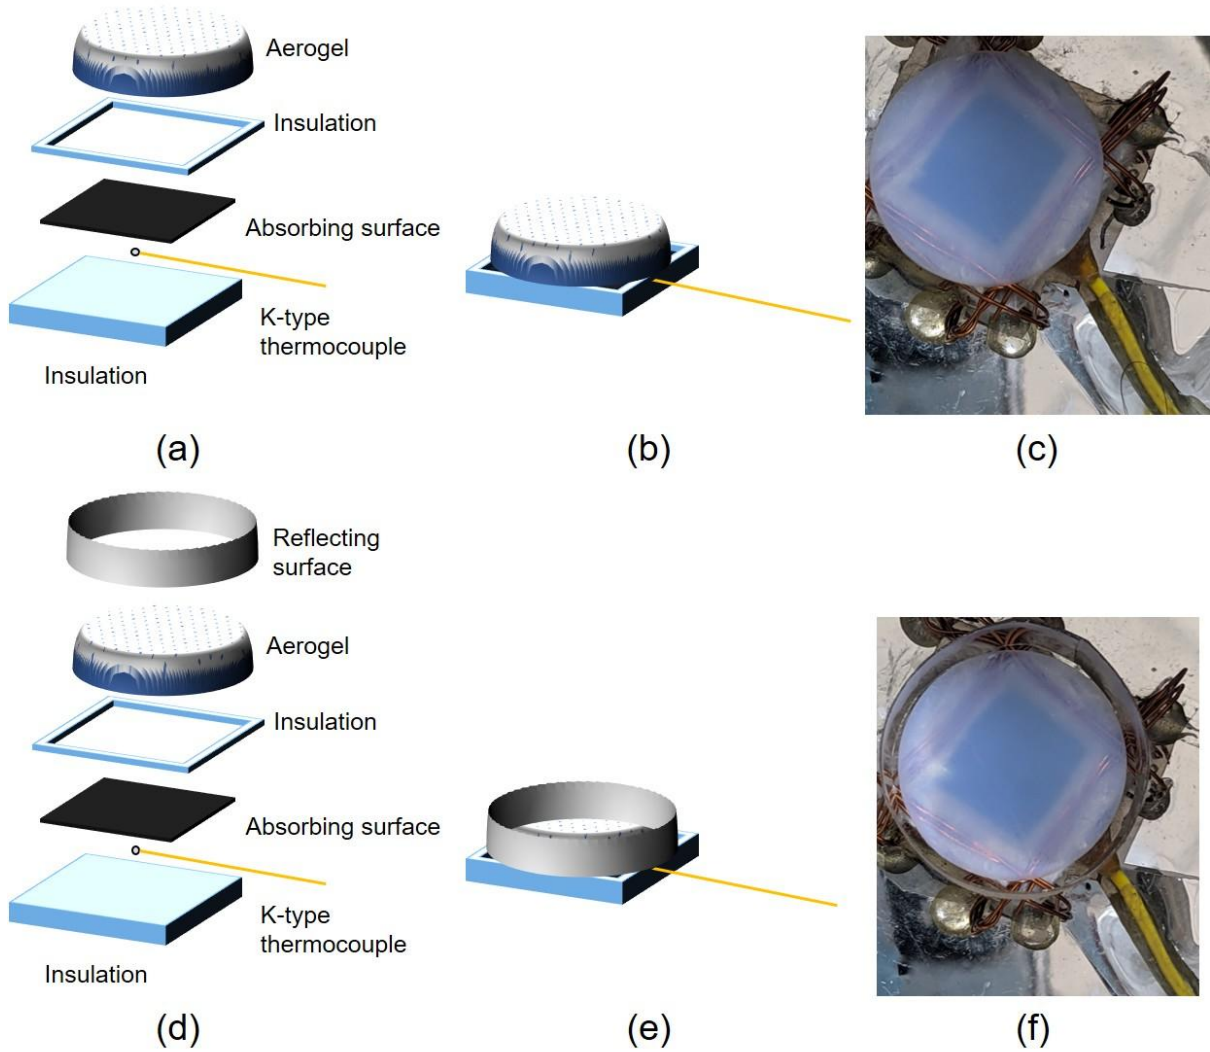 Aerogel
Insulation
Absorbing surface
K-type
thermocouple
Insulation
(a)
(b)
(c)
Reflecting
surface
Aerogel
Insulation
Absorbing surface
K-type
thermocouple
Insulation
(d)
(e)
(f)